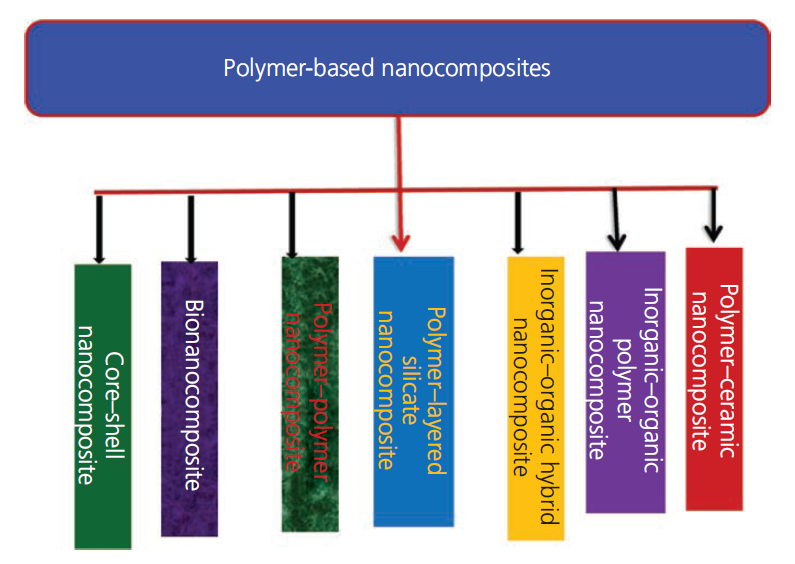 Polymer-based nanocomposites
Core–shell
nanocomposite
Bionanocomposite
Polymer–polymer
nanocomposite
Polymer–layered
silicate
nanocomposite
Inorganic–organic hybrid
nanocomposite
Inorganic–organic
polymer
nanocomposite
Polymer–ceramic
nanocomposite